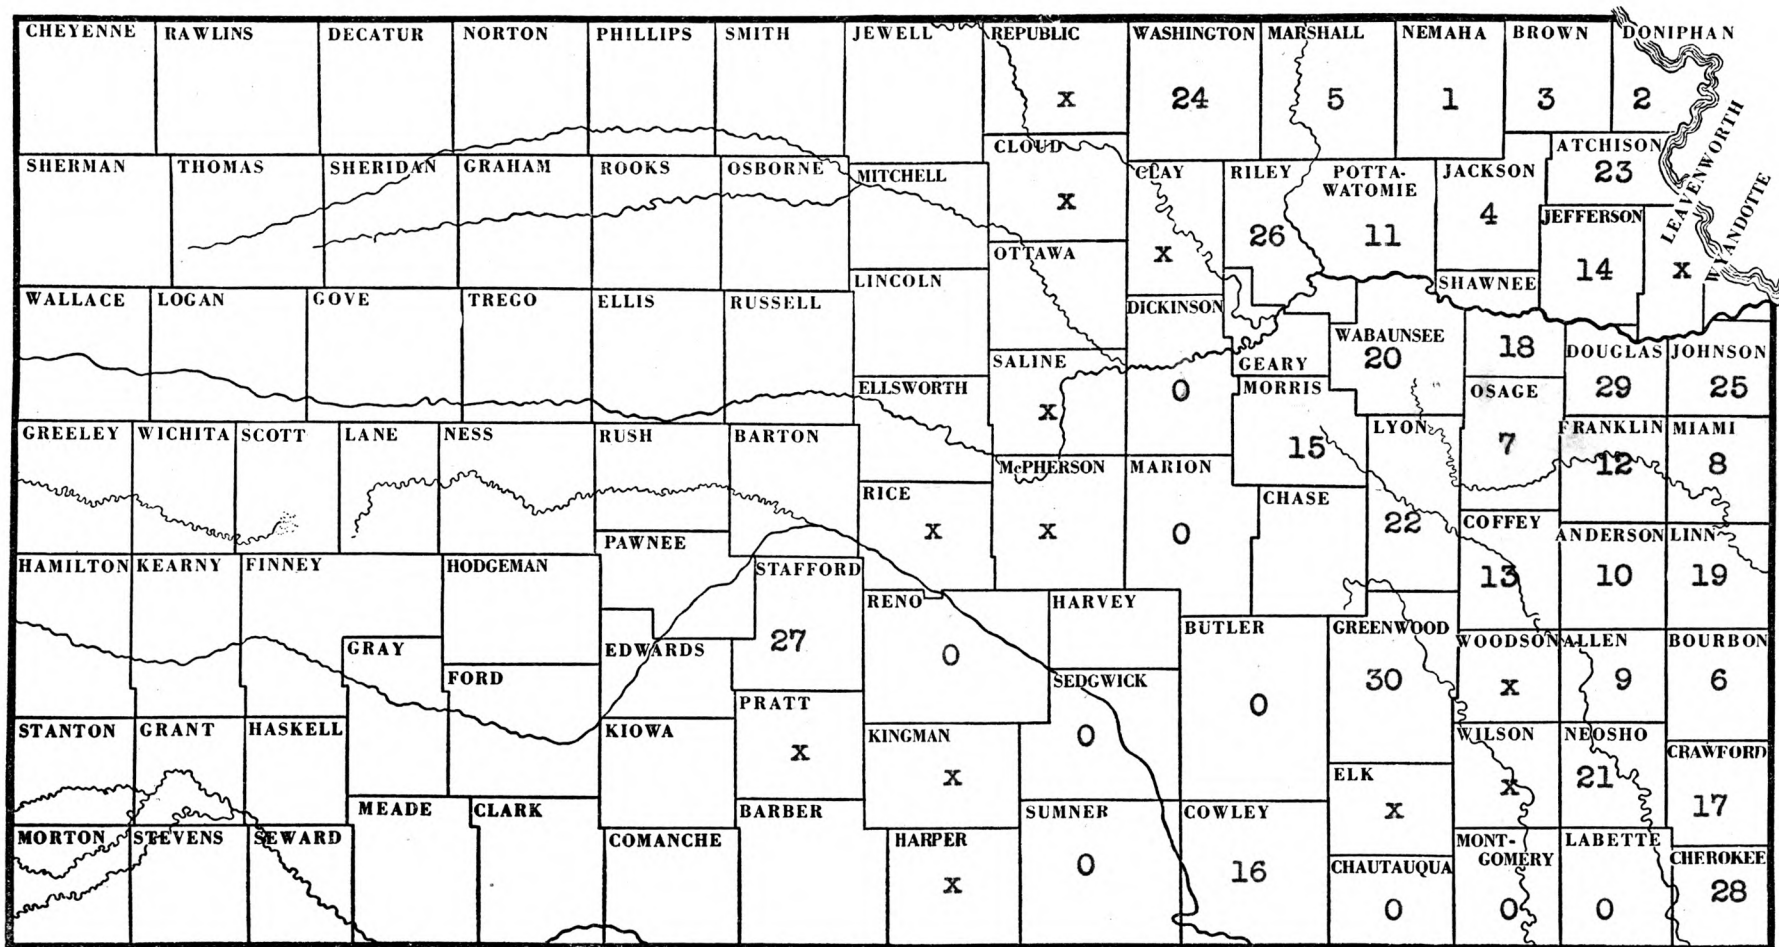 CHEYENNE RAWLINS DECATUR NORTON PHILLIPS SMITH JEWELL REPUBLIC WASHINGTON MARSHALL NEMAHA BROWN DONIPHAN
x 24 5 1 3 2
LEAVENWORTH
WYANDOTTE
CLOUD ATCHISON
SHERMAN THOMAS SHERIDAN GRAHAM ROOKS OSBORNE MITCHELL CLAY RILEY POTTA-
WATOMIE JACKSON 23
x 26 11 4 JEFFERSON
OTTAWA x 14 x
LINCOLN SHAWNEE
WALLACE LOGAN GOVE TREGO ELLIS RUSSELL DICKINSON
WABAUNSEE 18 DOUGLAS JOHNSON
SALINE GEARY 20
ELLSWORTH 0 MORRIS OSAGE 29 25
x
GREELEY WICHITA SCOTT LANE NESS RUSH BARTON LYON FRANKLIN MIAMI
15 7 12 8
McPHERSON MARION
RICE CHASE
x x 0 22 COFFEY ANDERSON LINN
PAWNEE
HAMILTON KEARNY FINNEY HODGEMAN STAFFORD 13 10 19
RENO HARVEY
GRAY EDWARDS 27 0 BUTLER GREENWOOD WOODSON ALLEN BOURBON
FORD SEDGWICK 30 x 9 6
PRATT 0
STANTON GRANT HASKELL KIOWA KINGMAN 0 WILSON NEOSHO
x x ELK x 21 CRAWFORD
MEADE CLARK BARBER SUMNER COWLEY x 17
MORTON STEVENS SEWARD COMANCHE HARPER MONT-
GOMERY LABETTE
x 0 16 CHAUTAUQUA CHEROKEE
0 0 0 28